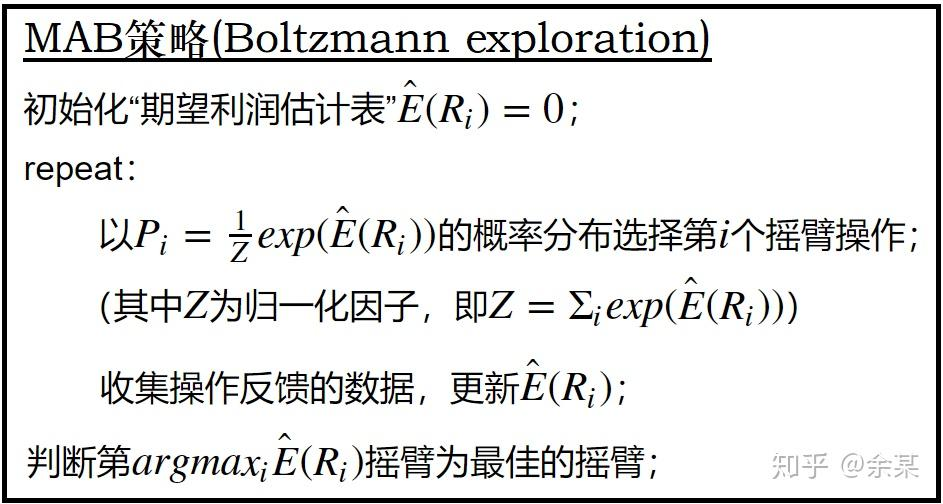 MAB策略(Boltzmann exploration)
初始化“期望利润估计表”$\hat{E}(R_i) = 0$；
repeat：
以$P_i = \frac{1}{Z}exp(\hat{E}(R_i))$的概率分布选择第$i$个摇臂操作；
(其中$Z$为归一化因子，即$Z = \Sigma_i exp(\hat{E}(R_i))$)
收集操作反馈的数据，更新$\hat{E}(R_i)$；
判断第$argmax_i\hat{E}(R_i)$摇臂为最佳的摇臂；
知乎 @余某